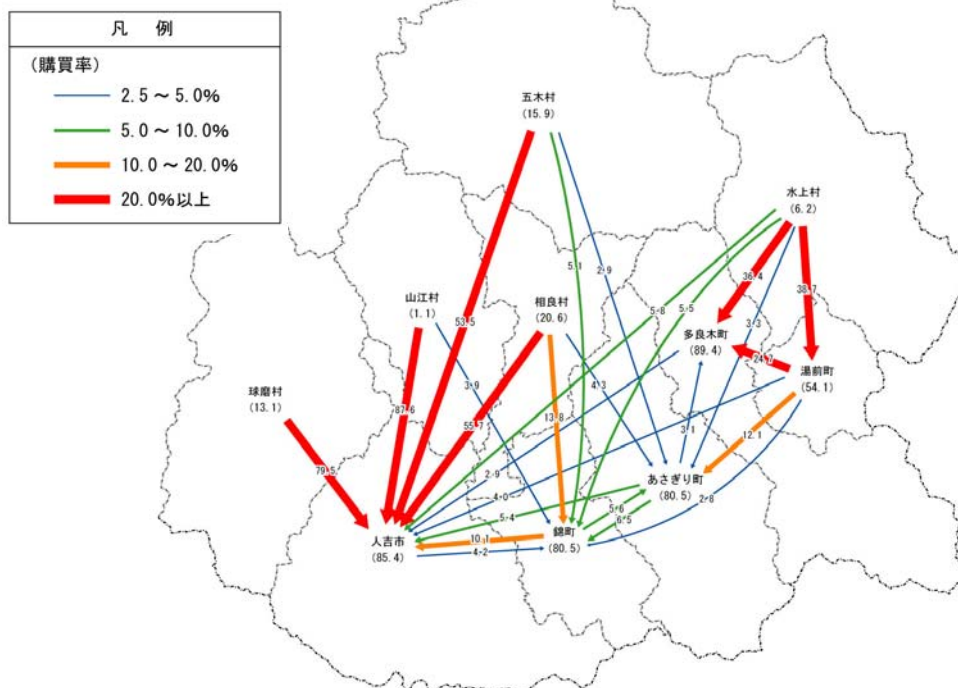 凡 例
(購買率)
2.5～5.0%
5.0～10.0%
10.0～20.0%
20.0%以上
五木村
(15.9)
水上村
(6.2)
5.1
2.9
36.4
38.7
山江村
(1.1)
相良村
(20.6)
5.8
5.5
53.5
3.3
多良木町
(89.4)
24.7
湯前町
(54.1)
球磨村
(13.1)
87.6
3.9
55.7
13.8
4.3
3.1
12.1
79.5
2.9
4.0
あさぎり町
(80.5)
2.8
5.4
5.6
6.5
人吉市
(85.4)
10.1
4.2
錦町
(80.5)